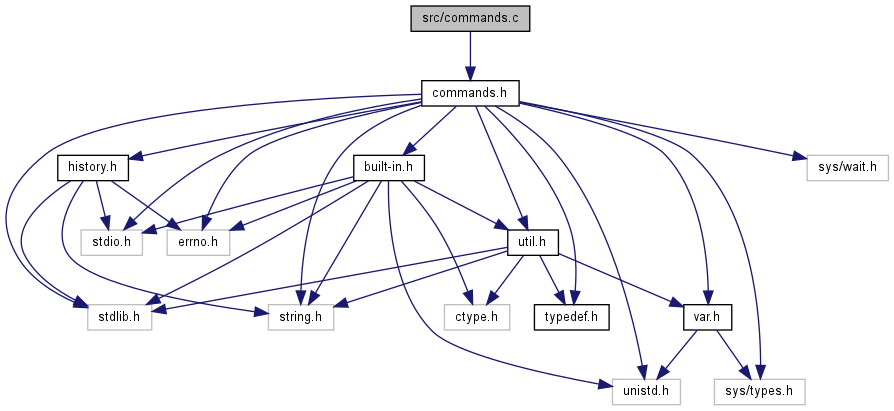 src/commands.c
commands.h
history.h
built-in.h
sys/wait.h
stdio.h
errno.h
util.h
stdlib.h
string.h
ctype.h
typedef.h
var.h
unistd.h
sys/types.h